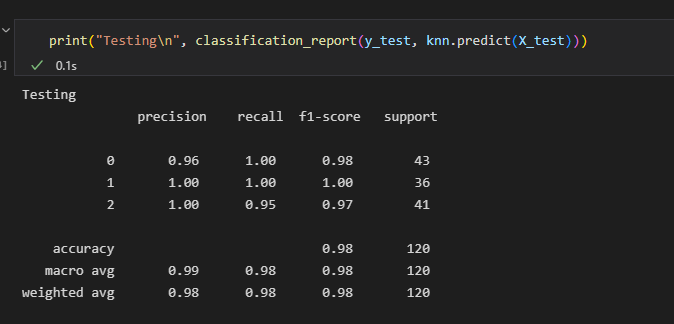 print("Testing\n", classification_report(y_test, knn.predict(X_test)))
0.1s
Testing
precision recall f1-score support
0 0.96 1.00 0.98 43
1 1.00 1.00 1.00 36
2 1.00 0.95 0.97 41
accuracy 0.98 120
macro avg 0.99 0.98 0.98 120
weighted avg 0.98 0.98 0.98 120